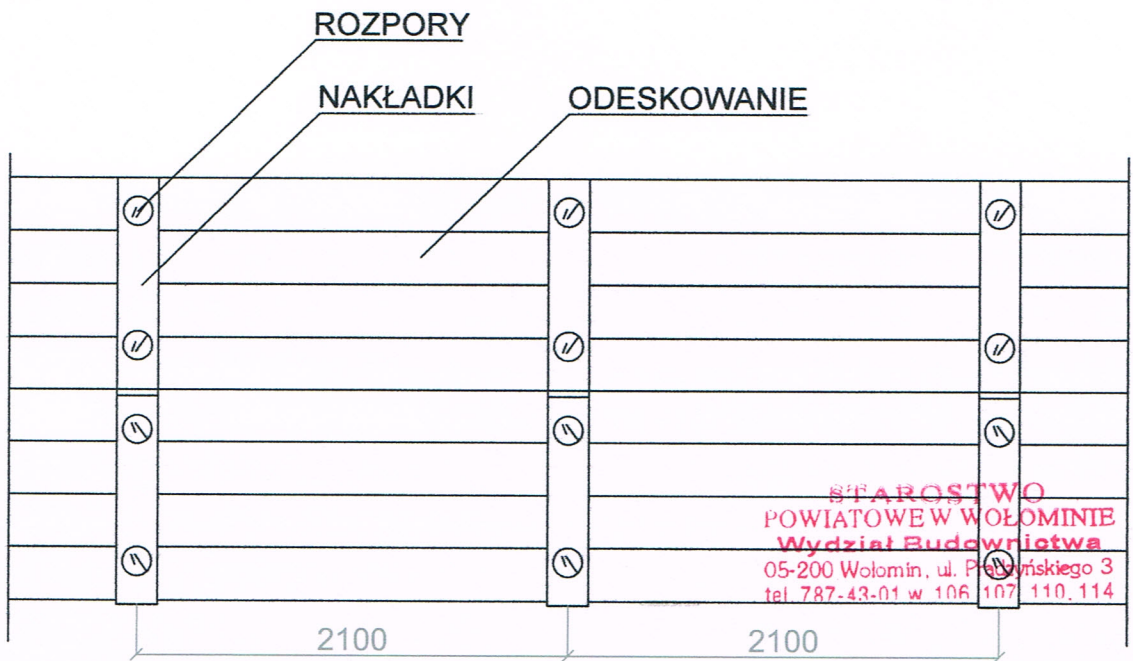 ROZPORY
NAKŁADKI
ODESKOWANIE
STAROSTWO
POWIATOWE W WOŁOMINIE
Wydział Budownictwa
05-200 Wołomin, ul. Prądzyńskiego 3
tel. 787-43-01 w 106 107, 110, 114
2100
2100